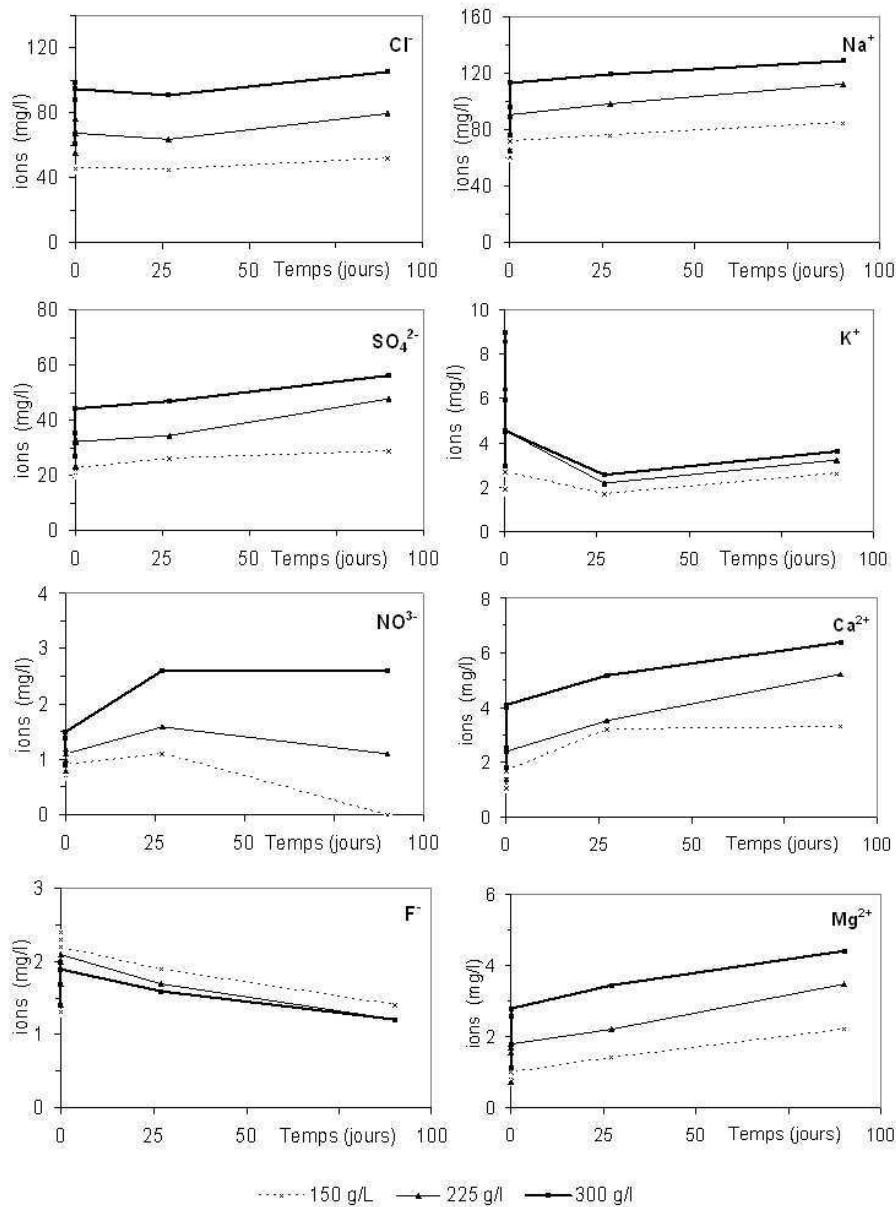 Cl⁻
120
80
40
0
ions (mg/l)
0
25
50
Temps (jours)
100
Na⁺
160
120
80
40
0
ions (mg/l)
0
25
50
Temps (jours)
100
SO₄²⁻
80
60
40
20
0
ions (mg/l)
0
25
50
Temps (jours)
100
K⁺
10
8
6
4
2
0
ions (mg/l)
0
25
50
Temps (jours)
100
NO³⁻
4
3
2
1
0
ions (mg/l)
0
25
50
Temps (jours)
100
Ca²⁺
8
6
4
2
0
ions (mg/l)
0
25
50
Temps (jours)
100
F⁻
3
2
1
0
ions (mg/l)
0
25
50
Temps (jours)
100
Mg²⁺
6
4
2
0
ions (mg/l)
0
25
50
Temps (jours)
100
150 g/L 225 g/l 300 g/l